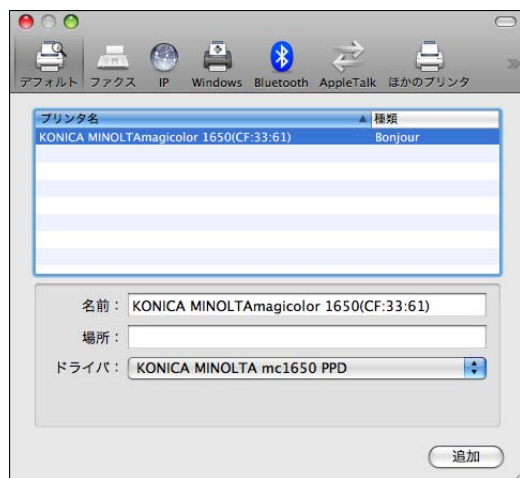 デフォルト ファクス IP Windows Bluetooth AppleTalk ほかのプリンタ
プリンタ名 種類
KONICA MINOLTAmagicolor 1650(CF:33:61) Bonjour
名前： KONICA MINOLTAmagicolor 1650(CF:33:61)
場所：
ドライバ： KONICA MINOLTA mc1650 PPD
追加